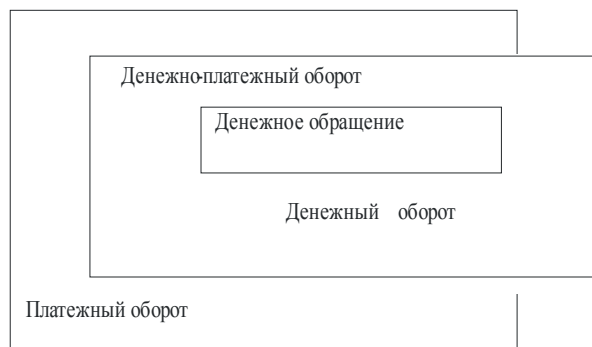 Денежно-платежный оборот
Денежное обращение
Денежный оборот
Платежный оборот